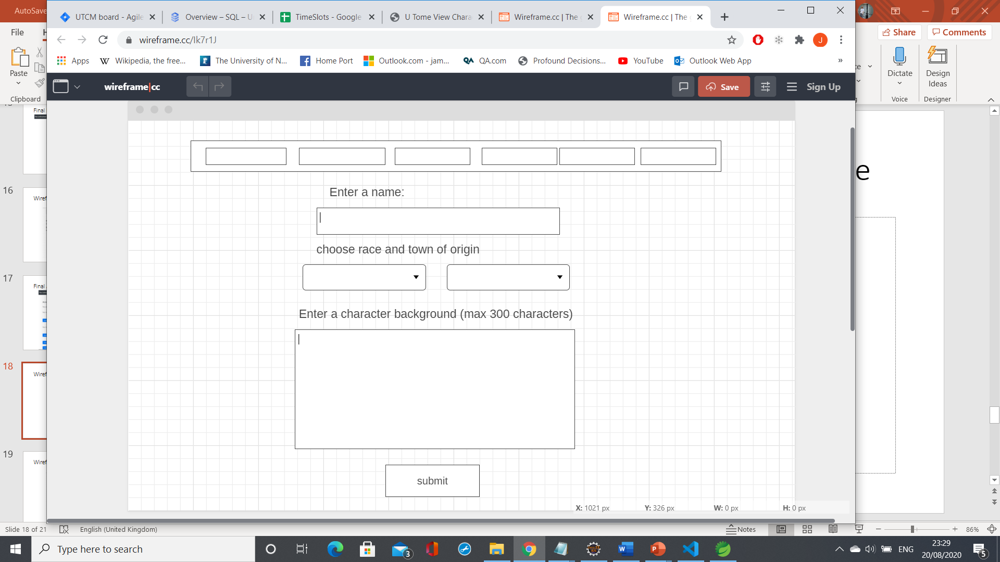 AutoSave
UTCM board - Agile
Overview – SQL – U
TimeSlots - Google
U Tome View Chara
Wireframe.cc | The g
Wireframe.cc | The g
File
wireframe.cc/Ik7r1J
J
Share
Comments
Apps
Wikipedia, the free...
The University of N...
Home Port
Outlook.com - jam...
QA.com
Profound Decisions...
YouTube
Outlook Web App
»
Paste
Clipboard
Dictate
Voice
Design
Ideas
Designer
wireframe|cc
Save
Sign Up
Final
Enter a name:
choose race and town of origin
Enter a character background (max 300 characters)
submit
16
Wiref
17
Final
18
Wiref
19
Wiref
e
X: 1021 px
Y: 326 px
W: 0 px
H: 0 px
Slide 18 of 21
English (United Kingdom)
Notes
86%
Type here to search
3
ENG
23:29
20/08/2020
5